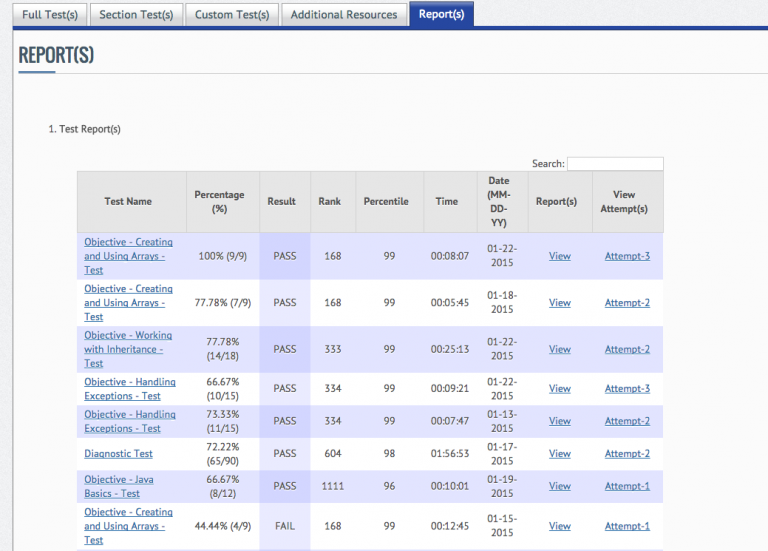 Full Test(s) Section Test(s) Custom Test(s) Additional Resources Report(s)
REPORT(S)
1. Test Report(s)
Search:
Test Name Percentage (%) Result Rank Percentile Time Date (MM-DD-YY) Report(s) View Attempt(s)
Objective - Creating and Using Arrays - Test 100% (9/9) PASS 168 99 00:08:07 01-22-2015 View Attempt-3
Objective - Creating and Using Arrays - Test 77.78% (7/9) PASS 168 99 00:05:45 01-18-2015 View Attempt-2
Objective - Working with Inheritance - Test 77.78% (14/18) PASS 333 99 00:25:13 01-22-2015 View Attempt-2
Objective - Handling Exceptions - Test 66.67% (10/15) PASS 334 99 00:09:21 01-22-2015 View Attempt-3
Objective - Handling Exceptions - Test 73.33% (11/15) PASS 334 99 00:07:47 01-13-2015 View Attempt-2
Diagnostic Test 72.22% (65/90) PASS 604 98 01:56:53 01-17-2015 View Attempt-2
Objective - Java Basics - Test 66.67% (8/12) PASS 1111 96 00:10:01 01-19-2015 View Attempt-1
Objective - Creating and Using Arrays - Test 44.44% (4/9) FAIL 168 99 00:12:45 01-15-2015 View Attempt-1